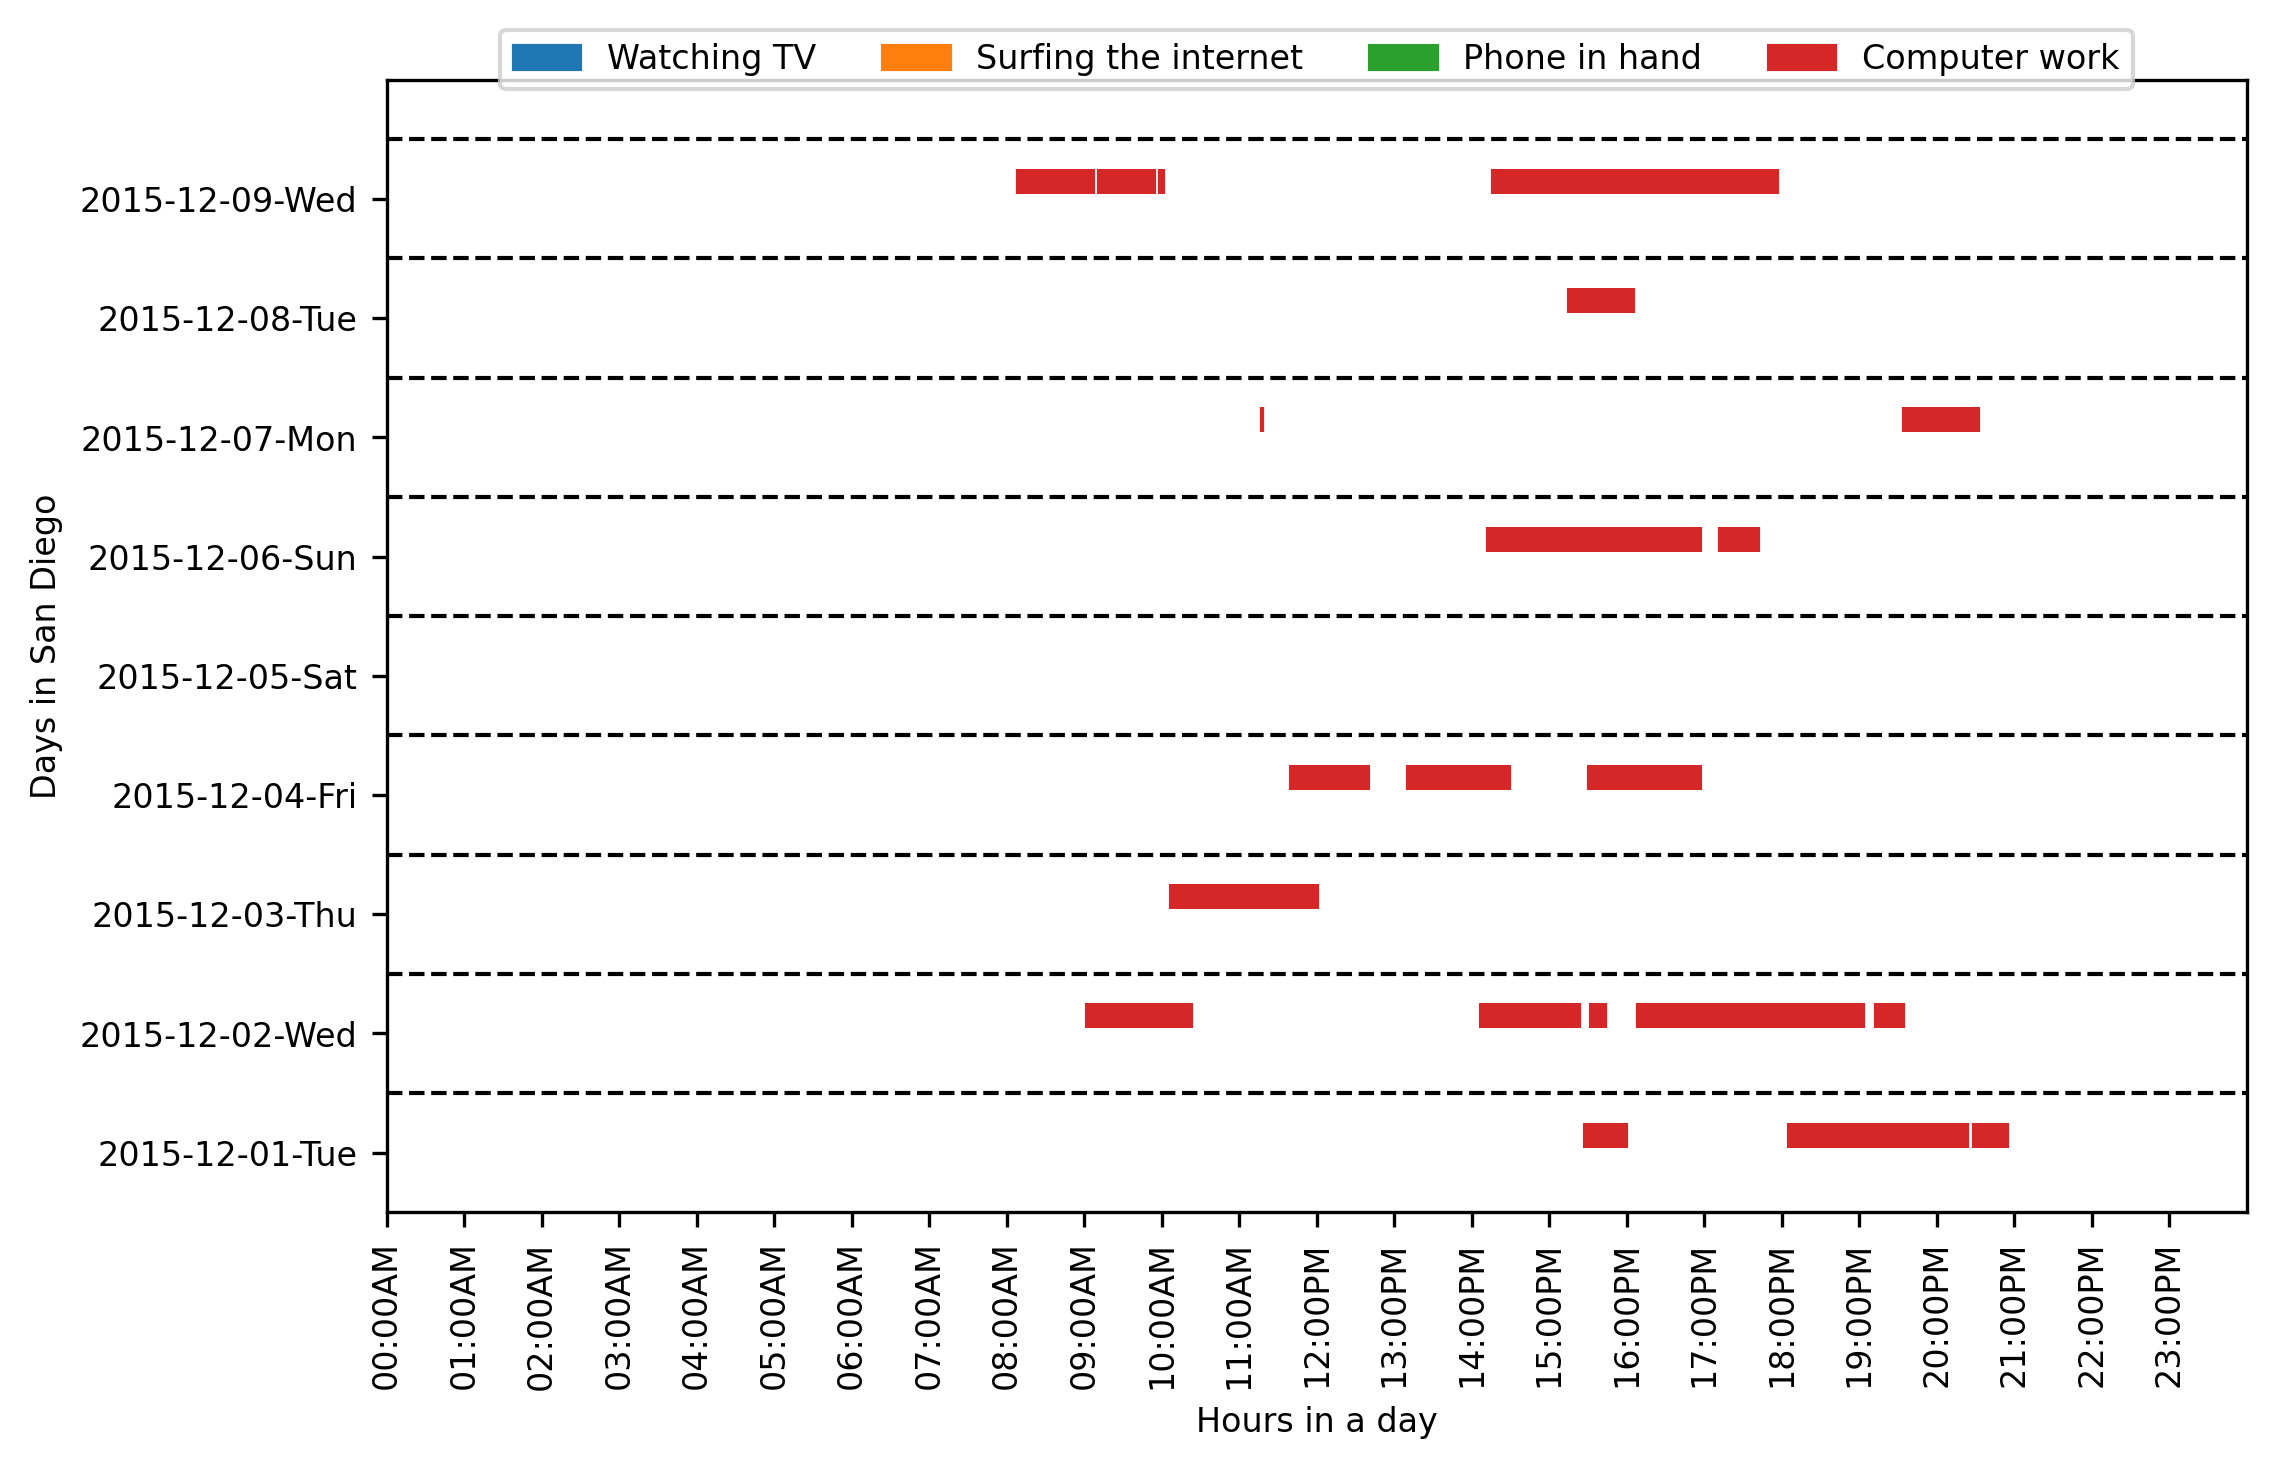 Watching TV
Surfing the internet
Phone in hand
Computer work
Days in San Diego
2015-12-09-Wed
2015-12-08-Tue
2015-12-07-Mon
2015-12-06-Sun
2015-12-05-Sat
2015-12-04-Fri
2015-12-03-Thu
2015-12-02-Wed
2015-12-01-Tue
00:00AM
01:00AM
02:00AM
03:00AM
04:00AM
05:00AM
06:00AM
07:00AM
08:00AM
09:00AM
10:00AM
11:00AM
12:00PM
13:00PM
14:00PM
15:00PM
16:00PM
17:00PM
18:00PM
19:00PM
20:00PM
21:00PM
22:00PM
23:00PM
Hours in a day